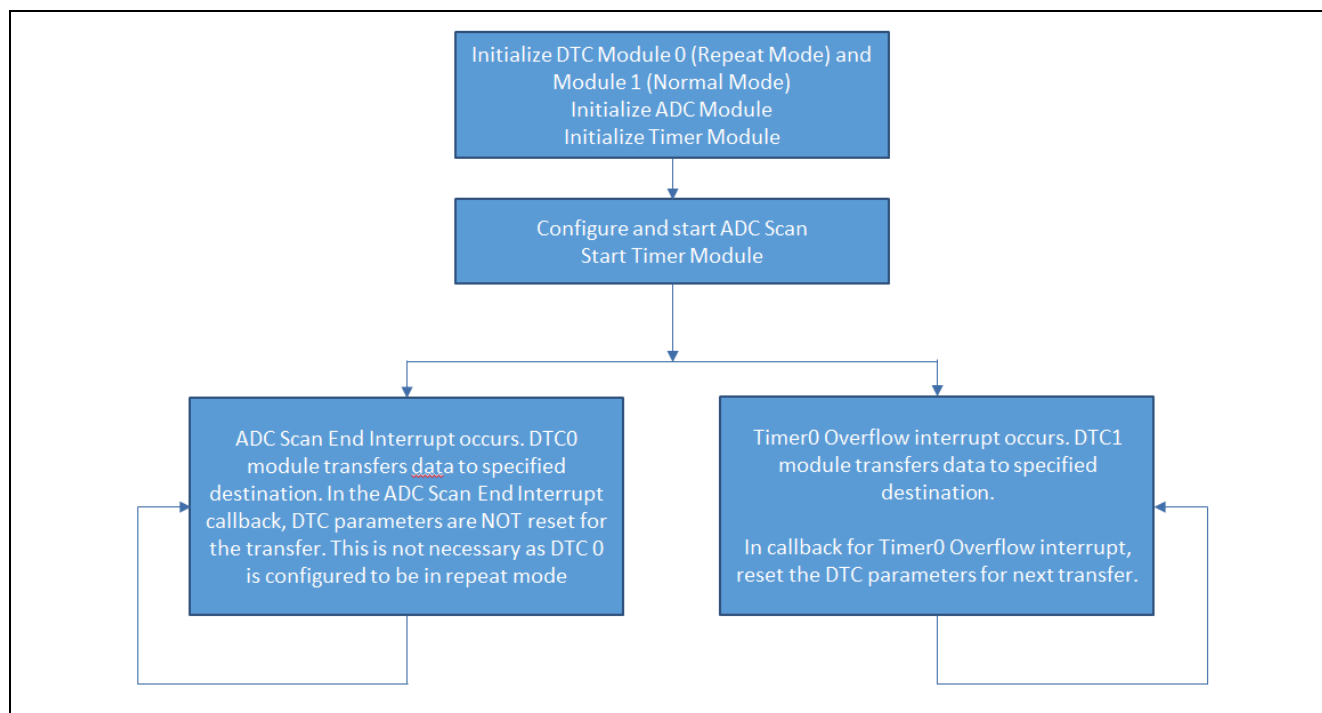 Initialize DTC Module 0 (Repeat Mode) and
Module 1 (Normal Mode)
Initialize ADC Module
Initialize Timer Module
Configure and start ADC Scan
Start Timer Module
ADC Scan End Interrupt occurs. DTC0
module transfers data to specified
destination. In the ADC Scan End Interrupt
callback, DTC parameters are NOT reset for
the transfer. This is not necessary as DTC 0
is configured to be in repeat mode
Timer0 Overflow interrupt occurs. DTC1
module transfers data to specified
destination.
In callback for Timer0 Overflow interrupt,
reset the DTC parameters for next transfer.